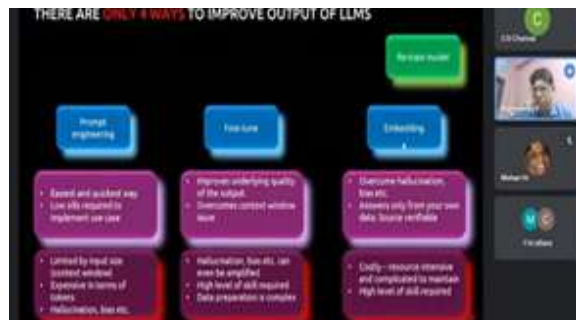 THERE ARE ONLY 4 WAYS TO IMPROVE OUTPUT OF LLMS
Re-train model
Prompt
engineering
Fine-tune
Embedding
• Easiest and quickest way
• Low skills required to
implement use case
• Improves underlying quality
of the output
• Overcomes context window
issue
• Overcome hallucination,
bias etc.
• Answers only from your own
data. Source verifiable
• Limited by input size
(context window)
• Expensive in terms of
tokens
• Hallucination, bias etc.
• Hallucination, bias etc. can
even be amplified
• High level of skill required
• Data preparation is complex
• Costly - resource intensive
and complicated to maintain
• High level of skill required
C
M
C